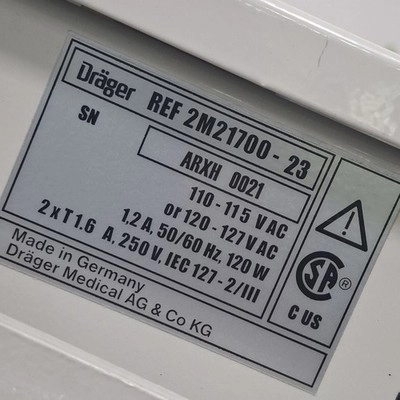 Dräger REF 2M21700-23
SN ARXH 0021
110-115 V AC
or 120-127 V AC
1,2 A, 50/60 Hz, 120 W
2 x T 1.6 A, 250 V, IEC 127-2/III
Made in Germany
Dräger Medical AG & Co KG
SA ®
C US